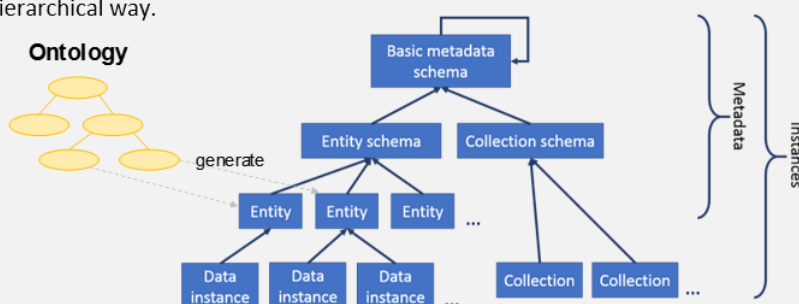 ierarchical way.
Ontology
generate
Basic metadata
schema
Entity schema
Collection schema
Entity
Entity
Entity
...
Data
instance
Data
instance
Data
instance
...
Collection
Collection
...
Metadata
Instances